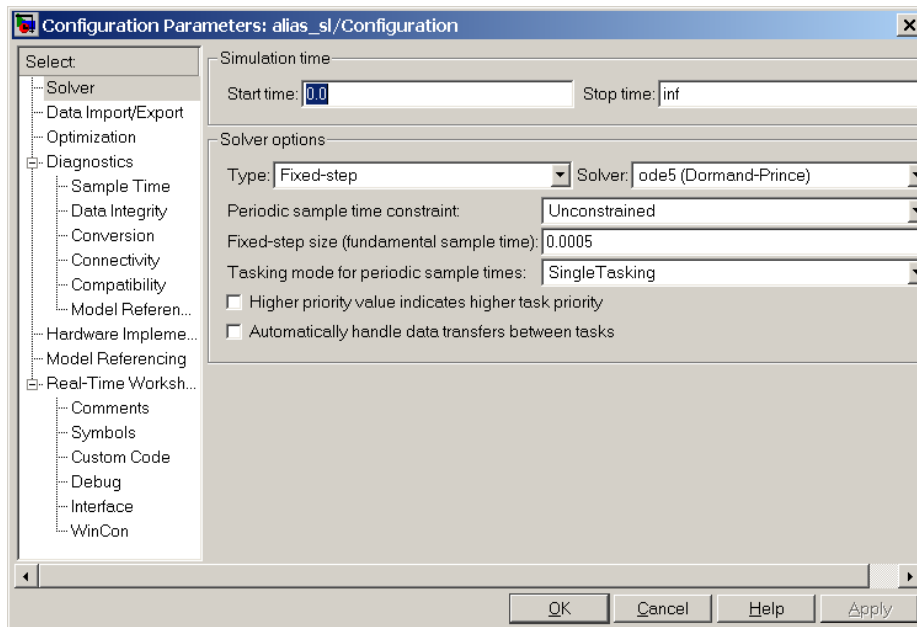 Configuration Parameters: alias_sl/Configuration
Select:
Solver
Data Import/Export
Optimization
Diagnostics
Sample Time
Data Integrity
Conversion
Connectivity
Compatibility
Model Referen...
Hardware Impleme...
Model Referencing
Real-Time Worksh...
Comments
Symbols
Custom Code
Debug
Interface
WinCon
Simulation time
Start time: 0.0 Stop time: inf
Solver options
Type: Fixed-step Solver: ode5 (Dormand-Prince)
Periodic sample time constraint: Unconstrained
Fixed-step size (fundamental sample time): 0.0005
Tasking mode for periodic sample times: SingleTasking
Higher priority value indicates higher task priority
Automatically handle data transfers between tasks
OK Cancel Help Apply